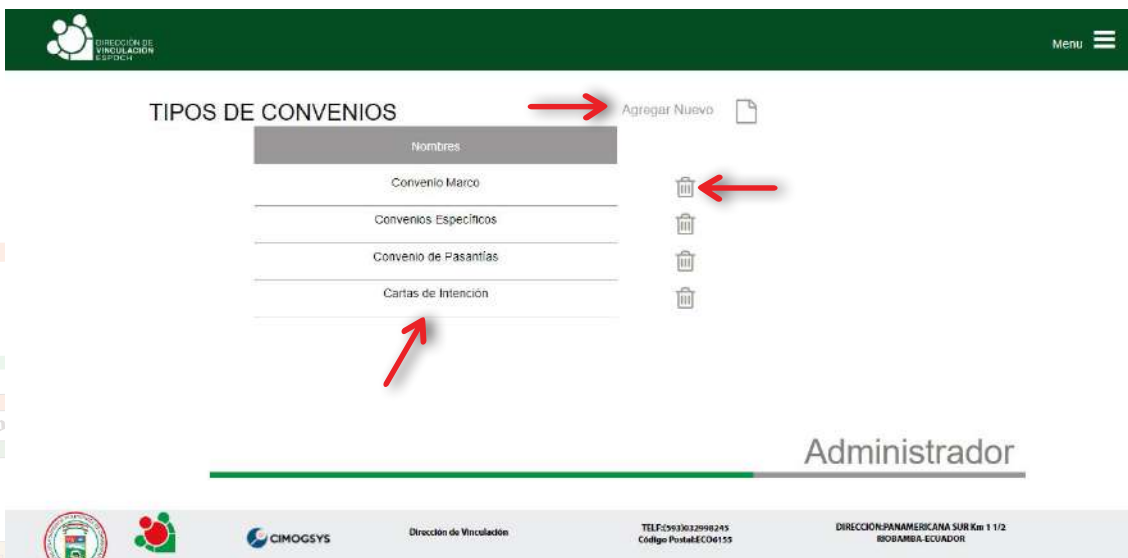 DIRECCIÓN DE
VINCULACIÓN
ESPOCH
Menu
TIPOS DE CONVENIOS
Agregar Nuevo
Nombres
Convenio Marco
Convenios Específicos
Convenio de Pasantías
Cartas de Intención
Administrador
CIMOGSYS
Dirección de Vinculación
TELF:(593)032998245
Código Postal:EC06155
DIRECCION:PANAMERICANA SUR Km 1 1/2
RIOBAMBA-ECUADOR